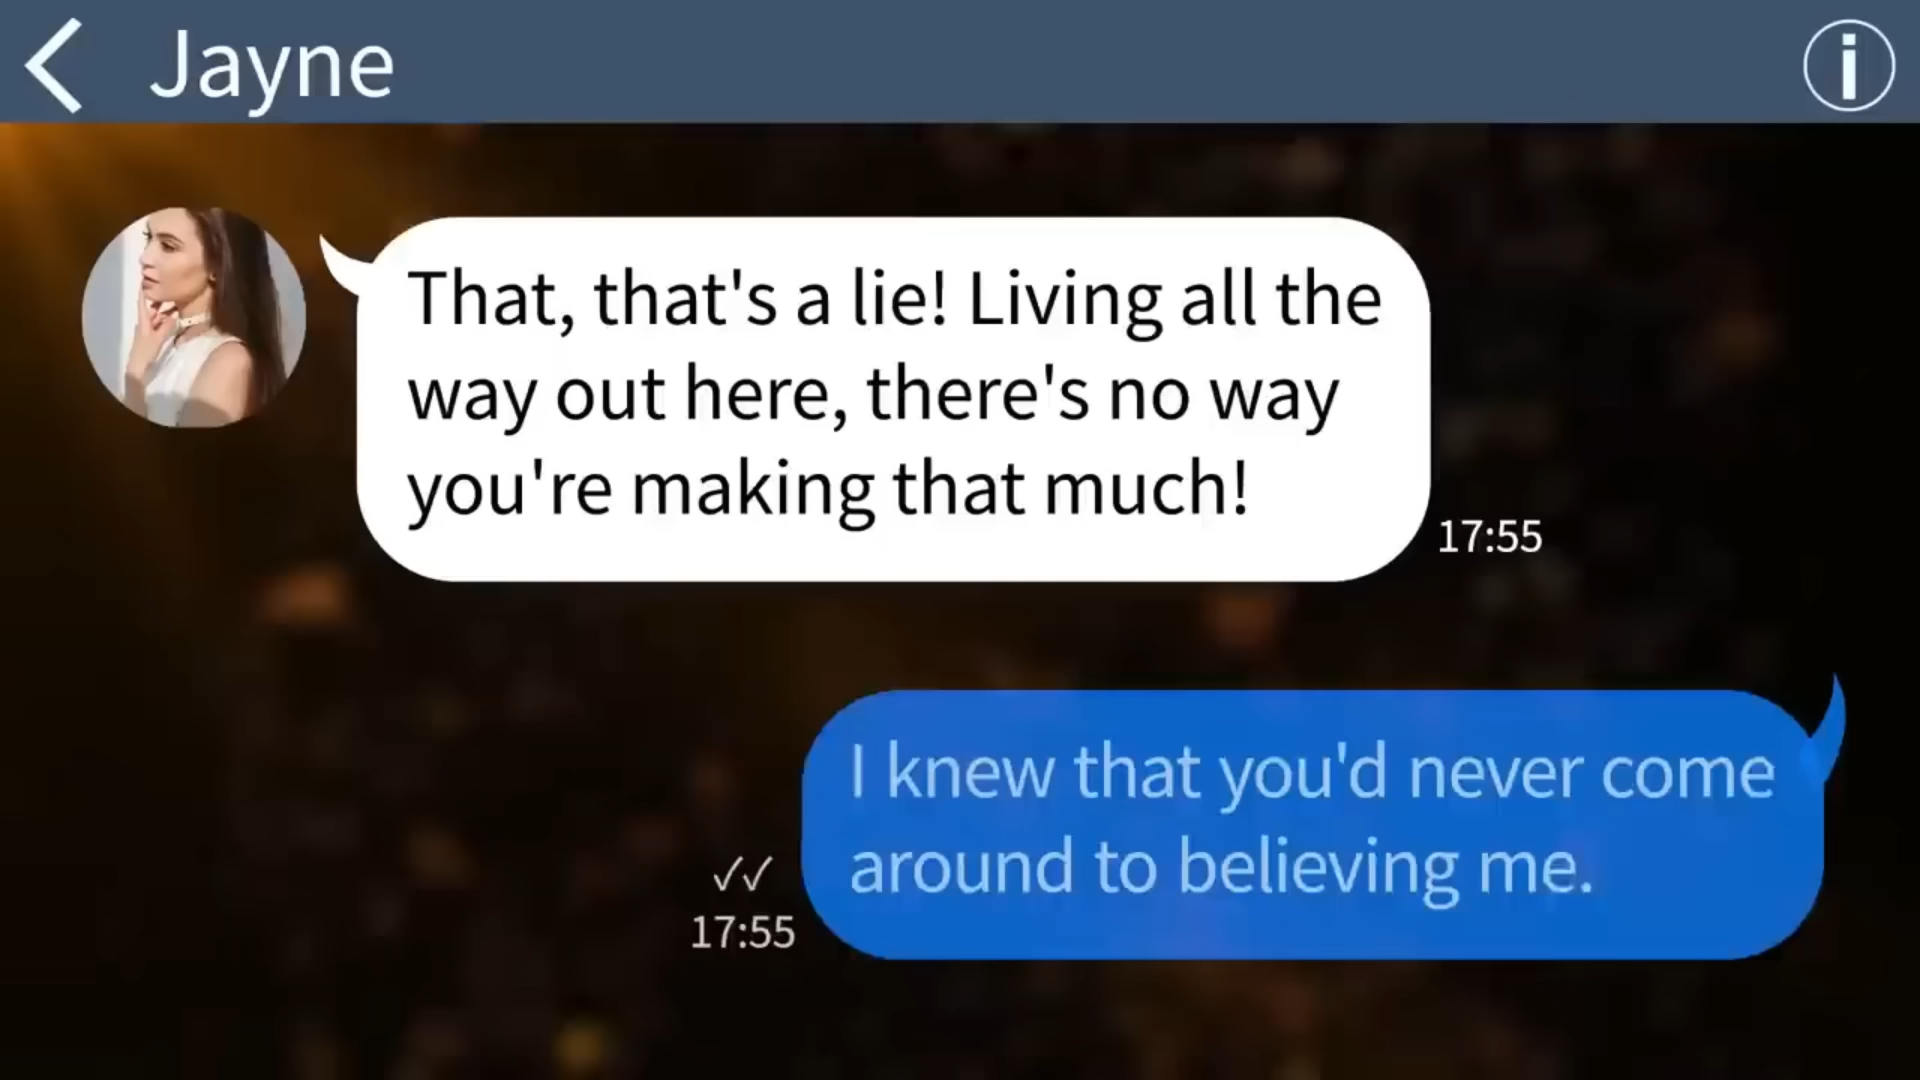 Jayne
That, that's a lie! Living all the
way out here, there's no way
you're making that much!
17:55
I knew that you'd never come
around to believing me.
17:55